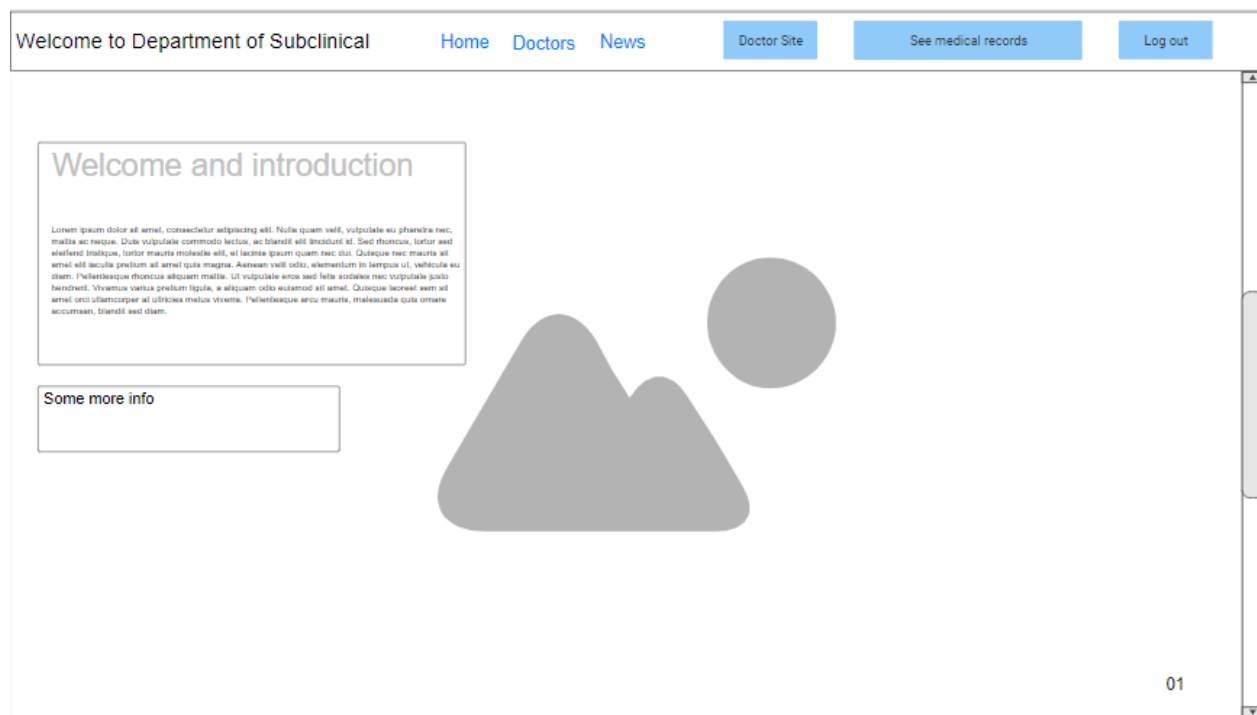 Welcome to Department of Subclinical
Home
Doctors
News
Doctor Site
See medical records
Log out
Welcome and introduction
Lorem ipsum dolor sit amet, consectetur adipiscing elit. Nulla quam velit, vulputate eu pharetra nec,
mattis ac neque. Duis vulputate commodo lectus, ac blandit elit tincidunt id. Sed rhoncus, tortor sed
eleifend tristique, tortor mauris molestie elit, et lacinia ipsum quam nec dui. Quisque nec mauris sit
amet elit iaculis pretium sit amet quis magna. Aenean velit odio, elementum in tempus ut, vehicula eu
diam. Pellentesque rhoncus aliquam mattis. Ut vulputate eros sed felis sodales nec vulputate justo
hendrerit. Vivamus varius pretium ligula, a aliquam odio euismod sit amet. Quisque laoreet sem sit
amet orci ullamcorper at ultricies metus viverra. Pellentesque arcu mauris, malesuada quis ornare
accumsan, blandit sed diam.
Some more info
01